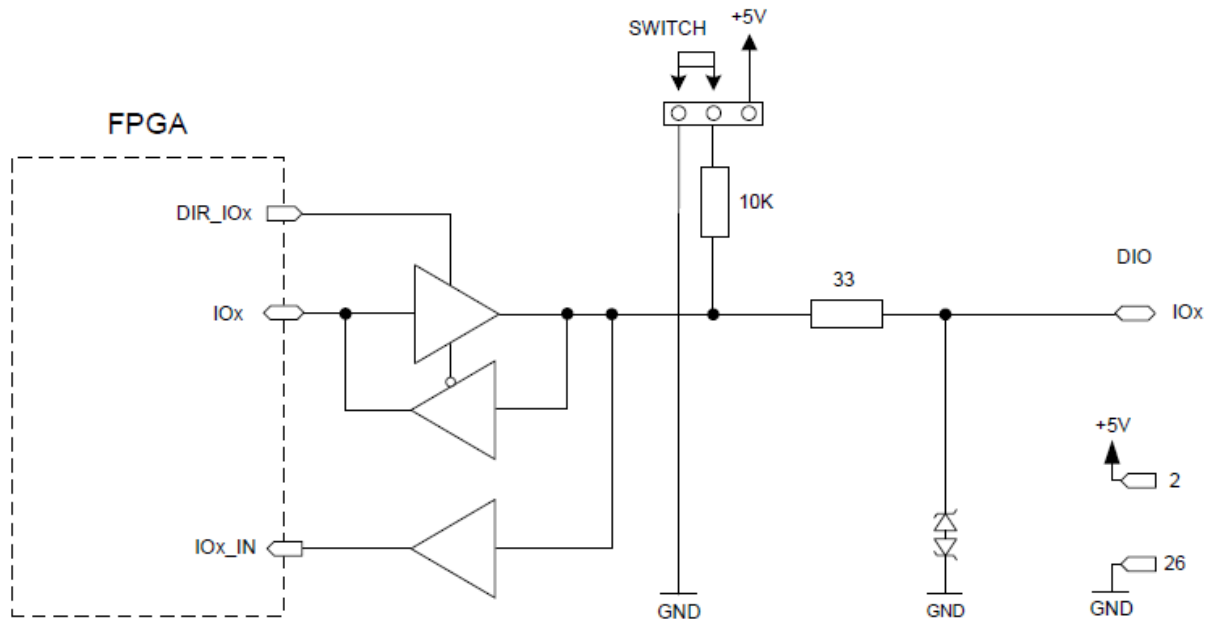 +5V
SWITCH
FPGA
DIR_IOx
10K
DIO
33
IOx
IOx
+5V
2
IOx_IN
26
GND
GND
GND